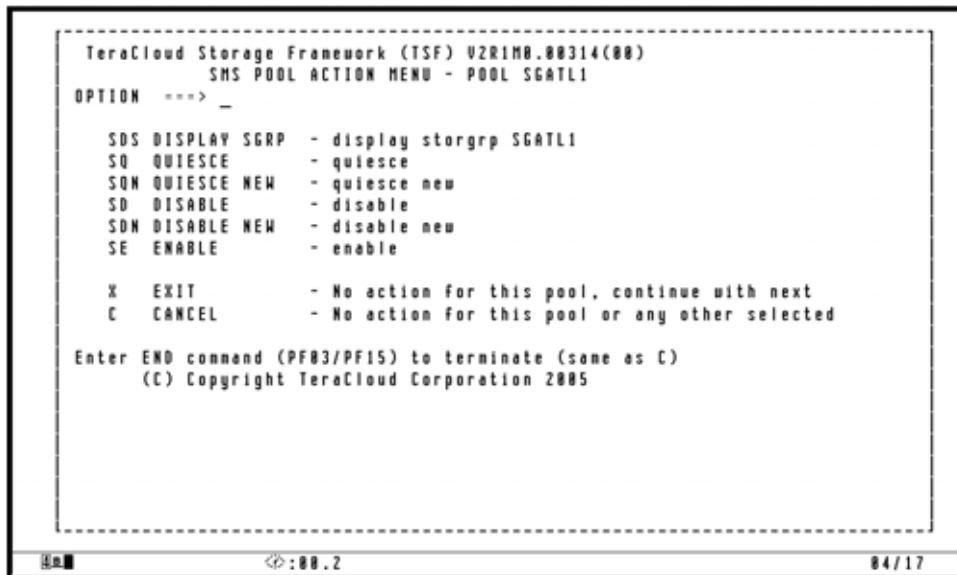 TeraCloud Storage Framework (TSF) V2R1M0.00314(00)
SMS POOL ACTION MENU - POOL SGATL1
OPTION ===> _
SDS DISPLAY SGRP - display storgrp SGATL1
SQ QUIESCE - quiesce
SQN QUIESCE NEW - quiesce new
SD DISABLE - disable
SDN DISABLE NEW - disable new
SE ENABLE - enable
X EXIT - No action for this pool, continue with next
C CANCEL - No action for this pool or any other selected
Enter END command (PF03/PF15) to terminate (same as C)
(C) Copyright TeraCloud Corporation 2005
:00.2 04/17